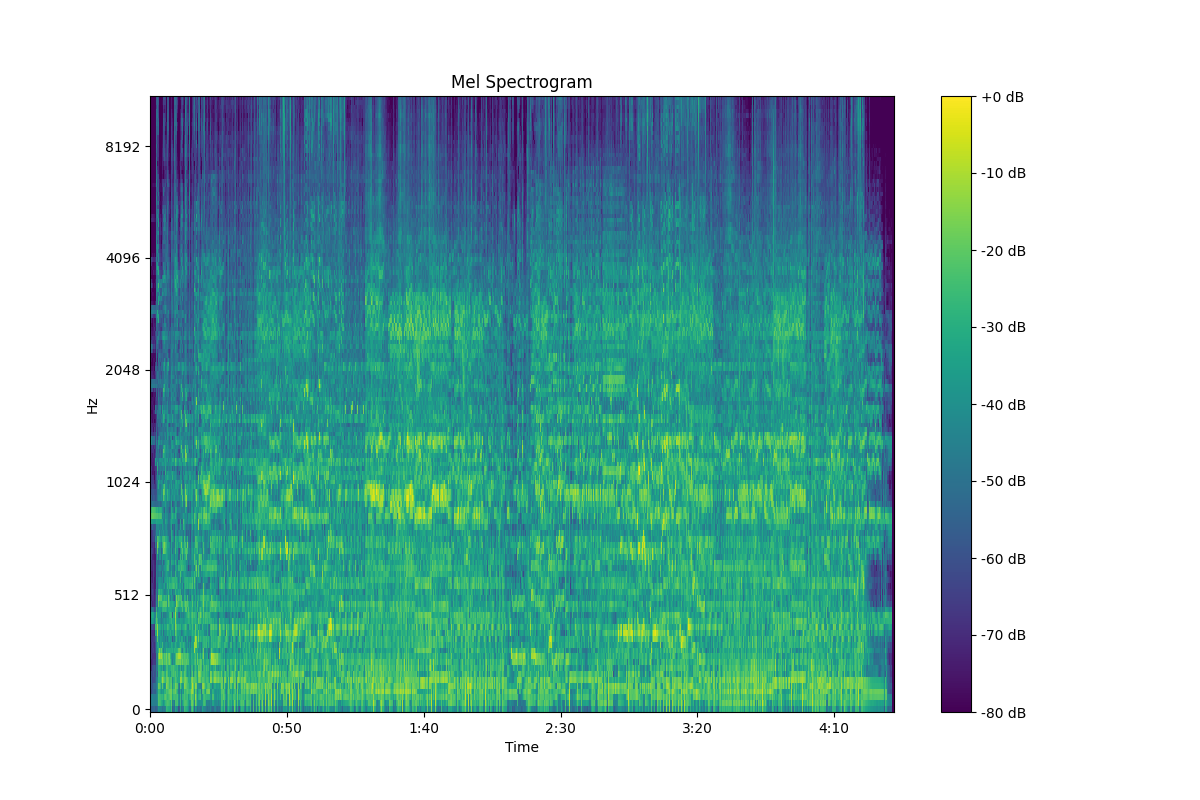 Mel Spectrogram
+0 dB
8192
-10 dB
-20 dB
4096
-30 dB
2048
-40 dB
Hz
1024
-50 dB
-60 dB
512
-70 dB
0
-80 dB
0:00 0:50 1:40 2:30 3:20 4:10
Time